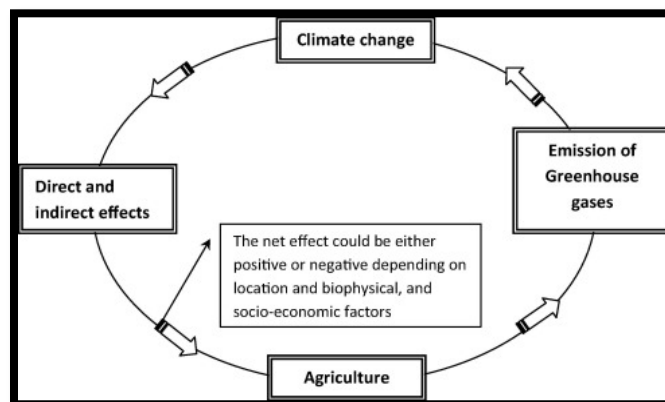 Climate change
Emission of
Greenhouse
gases
Direct and
indirect effects
The net effect could be either
positive or negative depending on
location and biophysical, and
socio-economic factors
Agriculture